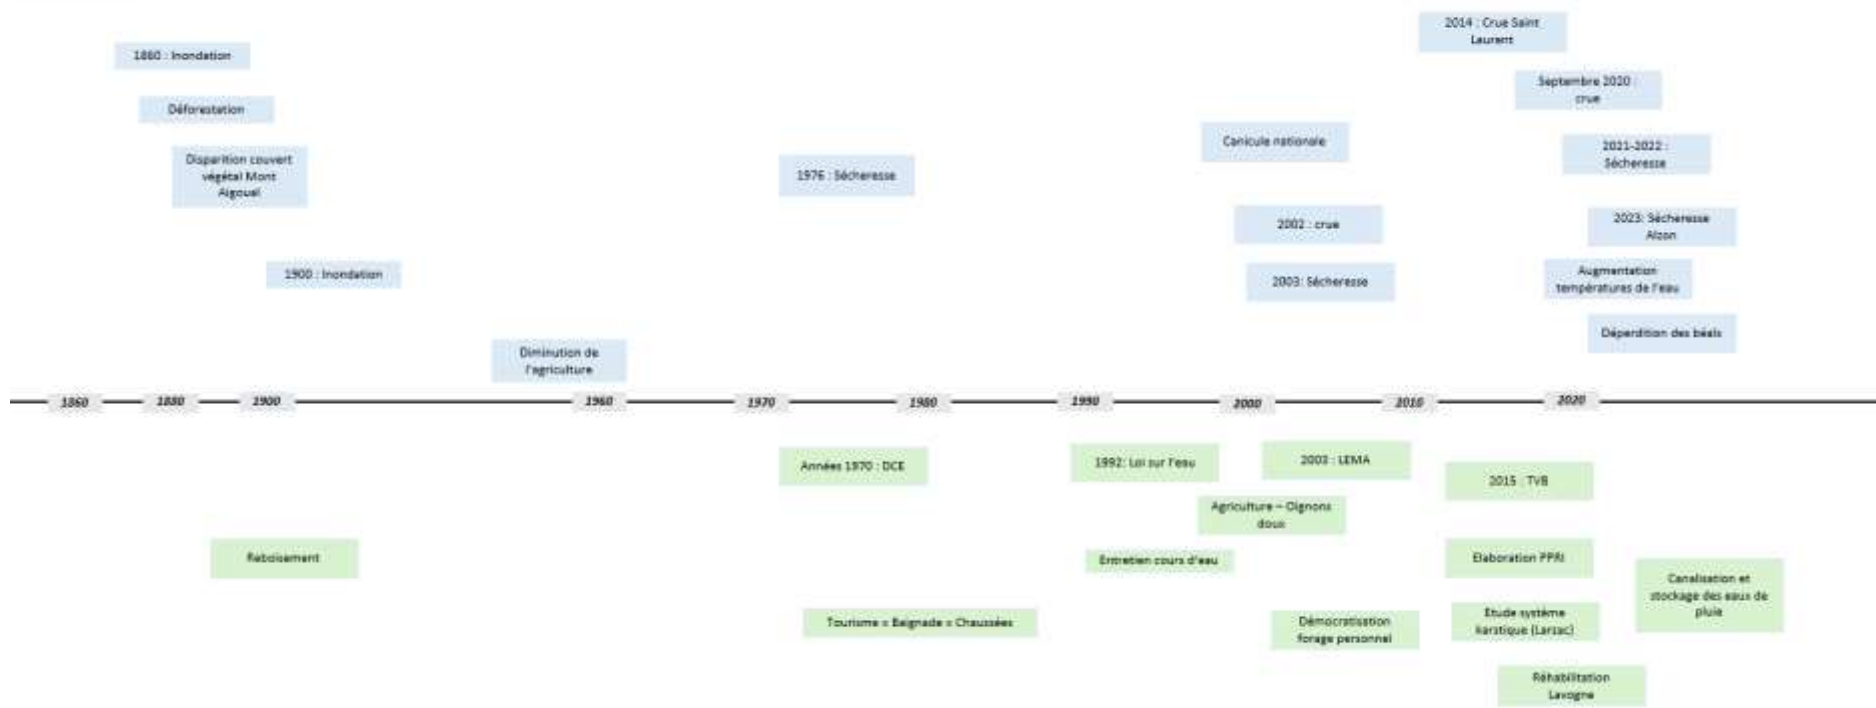 1860 : Inondation
Déforestation
Disparition couvert
végétal Mont
Aigoual
1900 : Inondation
Diminution de
l'agriculture
1976 : Sécheresse
Canicule nationale
2002 : crue
2003: Sécheresse
2014 : Crue Saint
Laurent
Septembre 2020 :
crue
2021-2022 :
Sécheresse
2023: Sécheresse
Alzon
Augmentation
températures de l'eau
Déperdition des béals
1860
1880
1900
1960
1970
1980
1990
2000
2010
2020
Reboisement
Années 1970 : DCE
Tourisme = Baignade = Chaussées
1992: Loi sur l'eau
Agriculture – Oignons
doux
Entretien cours d'eau
2003 : LEMA
Démocratisation
forage personnel
2015 : TVB
Elaboration PPRI
Etude système
karstique (Larzac)
Réhabilitation
Lavogne
Canalisation et
stockage des eaux de
pluie